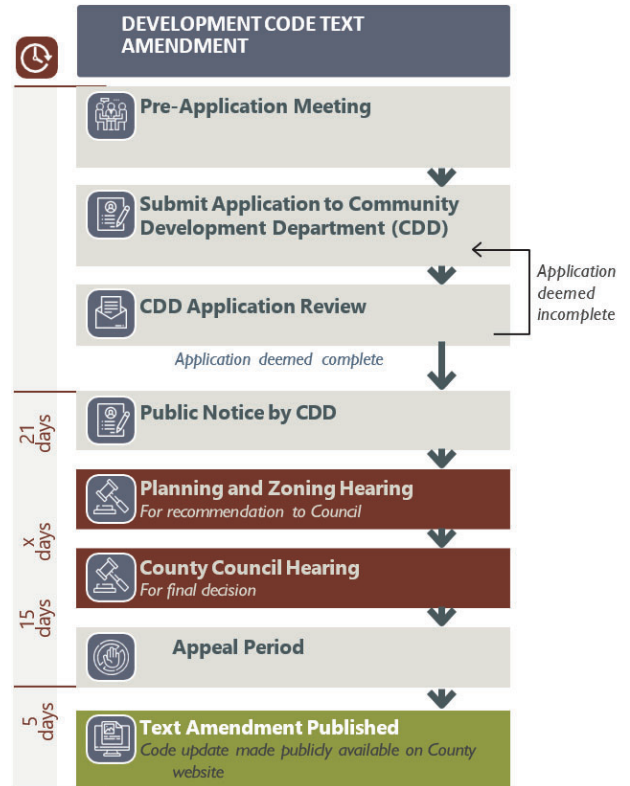 DEVELOPMENT CODE TEXT
AMENDMENT
Pre-Application Meeting
Submit Application to Community
Development Department (CDD)
Application
deemed
incomplete
CDD Application Review
Application deemed complete
21
days
Public Notice by CDD
Planning and Zoning Hearing
For recommendation to Council
x
days
County Council Hearing
For final decision
15
days
Appeal Period
5
days
Text Amendment Published
Code update made publicly available on County
website